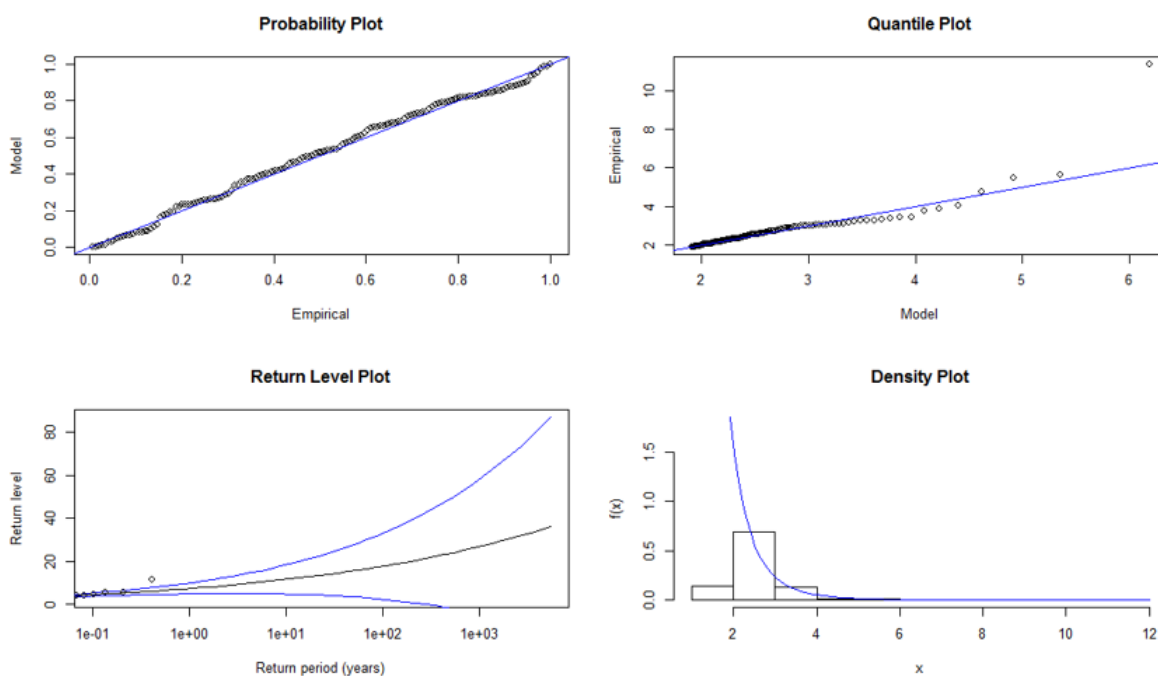 Probability Plot
Model
0.0 0.2 0.4 0.6 0.8 1.0
0.0 0.2 0.4 0.6 0.8 1.0
Empirical
Quantile Plot
Empirical
2 4 6 8 10
2 3 4 5 6
Model
Return Level Plot
Return level
0 20 40 60 80
1e-01 1e+00 1e+01 1e+02 1e+03
Return period (years)
Density Plot
f(x)
0.0 0.5 1.0 1.5
2 4 6 8 10 12
x